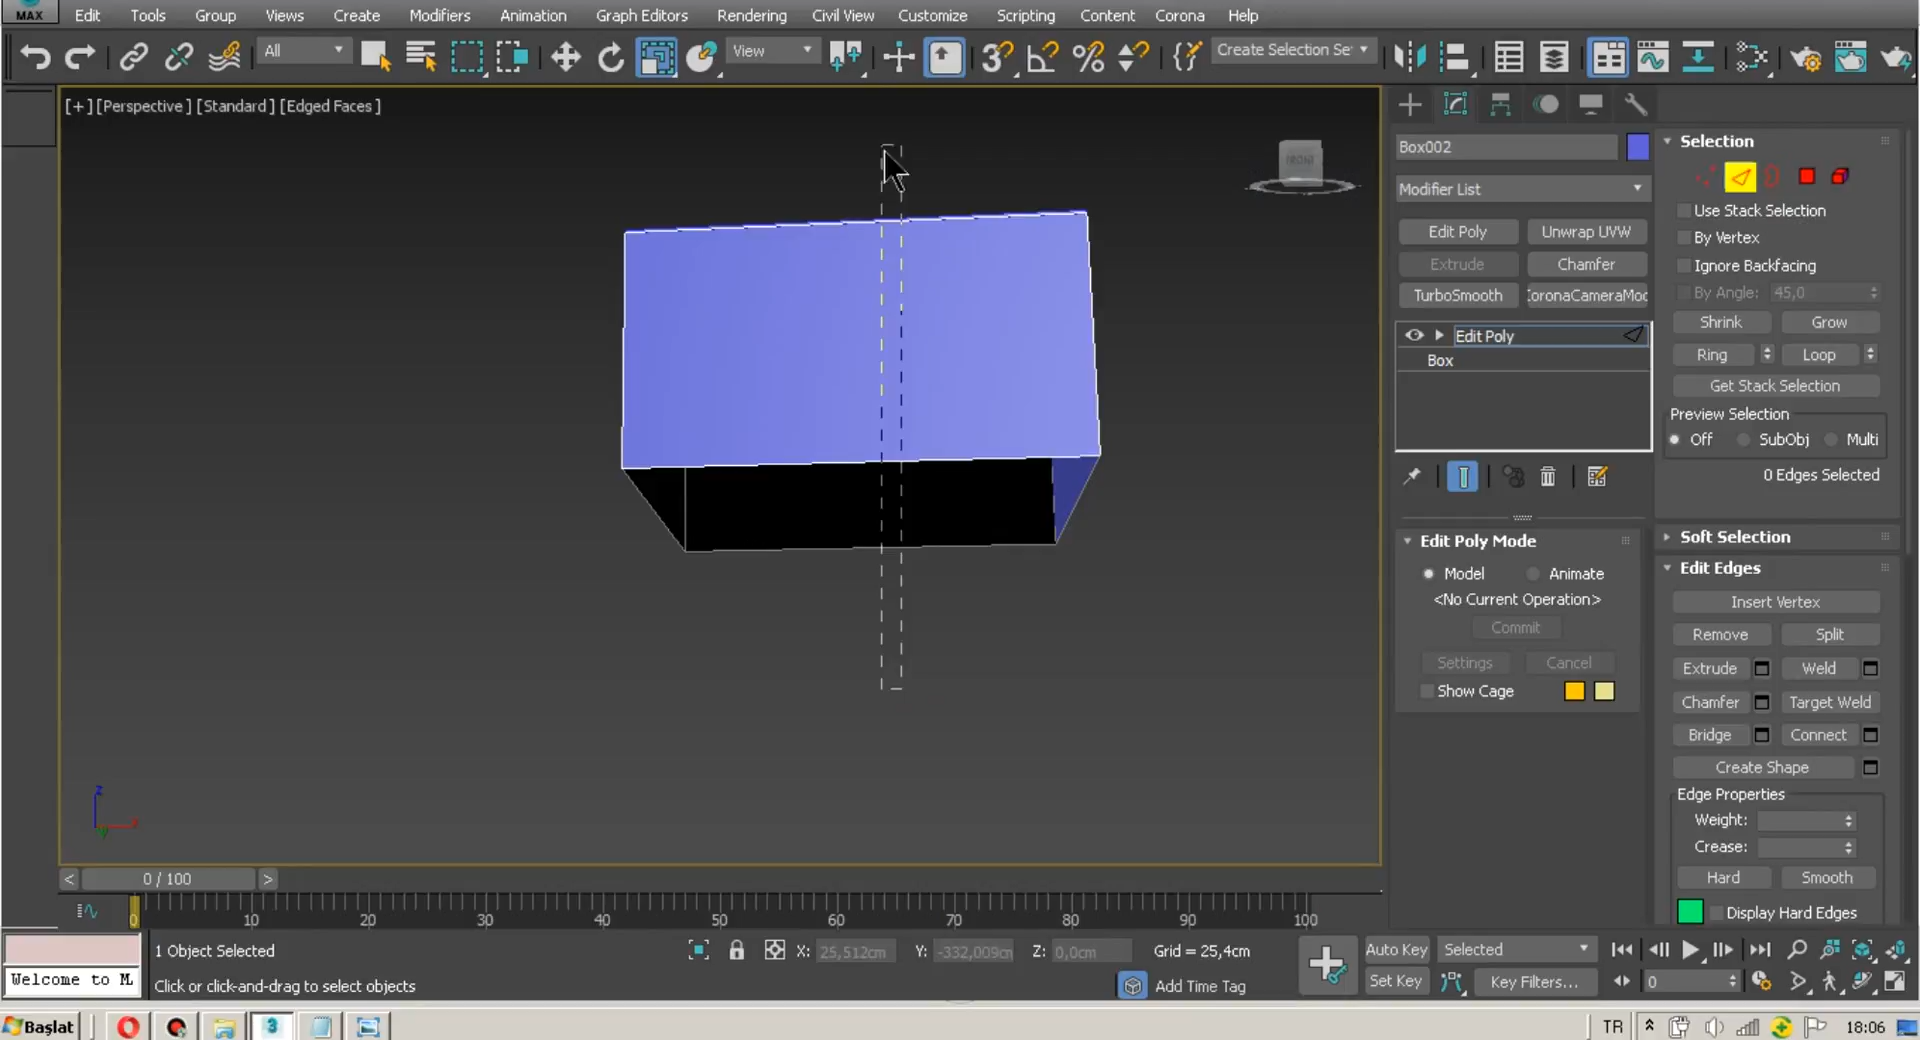 MAX Edit Tools Group Views Create Modifiers Animation Graph Editors Rendering Civil View Customize Scripting Content Corona Help
All View Create Selection Se
[+] [Perspective] [Standard] [Edged Faces]
FRONT
Box002
Modifier List
Edit Poly Unwrap UVW
Extrude Chamfer
TurboSmooth CoronaCameraMod
Edit Poly
Box
Edit Poly Mode
Model Animate
<No Current Operation>
Commit
Settings Cancel
Show Cage
Selection
Use Stack Selection
By Vertex
Ignore Backfacing
By Angle: 45,0
Shrink Grow
Ring Loop
Get Stack Selection
Preview Selection
Off SubObj Multi
0 Edges Selected
Soft Selection
Edit Edges
Insert Vertex
Remove Split
Extrude Weld
Chamfer Target Weld
Bridge Connect
Create Shape
Edge Properties
Weight:
Crease:
Hard Smooth
Display Hard Edges
z
< 0 / 100 >
0 10 20 30 40 50 60 70 80 90 100
1 Object Selected X: 25,512cm Y: -332,009cm Z: 0,0cm Grid = 25,4cm Auto Key Selected
Welcome to M. Click or click-and-drag to select objects Add Time Tag Set Key Key Filters... 0
Başlat 3 TR 18:06